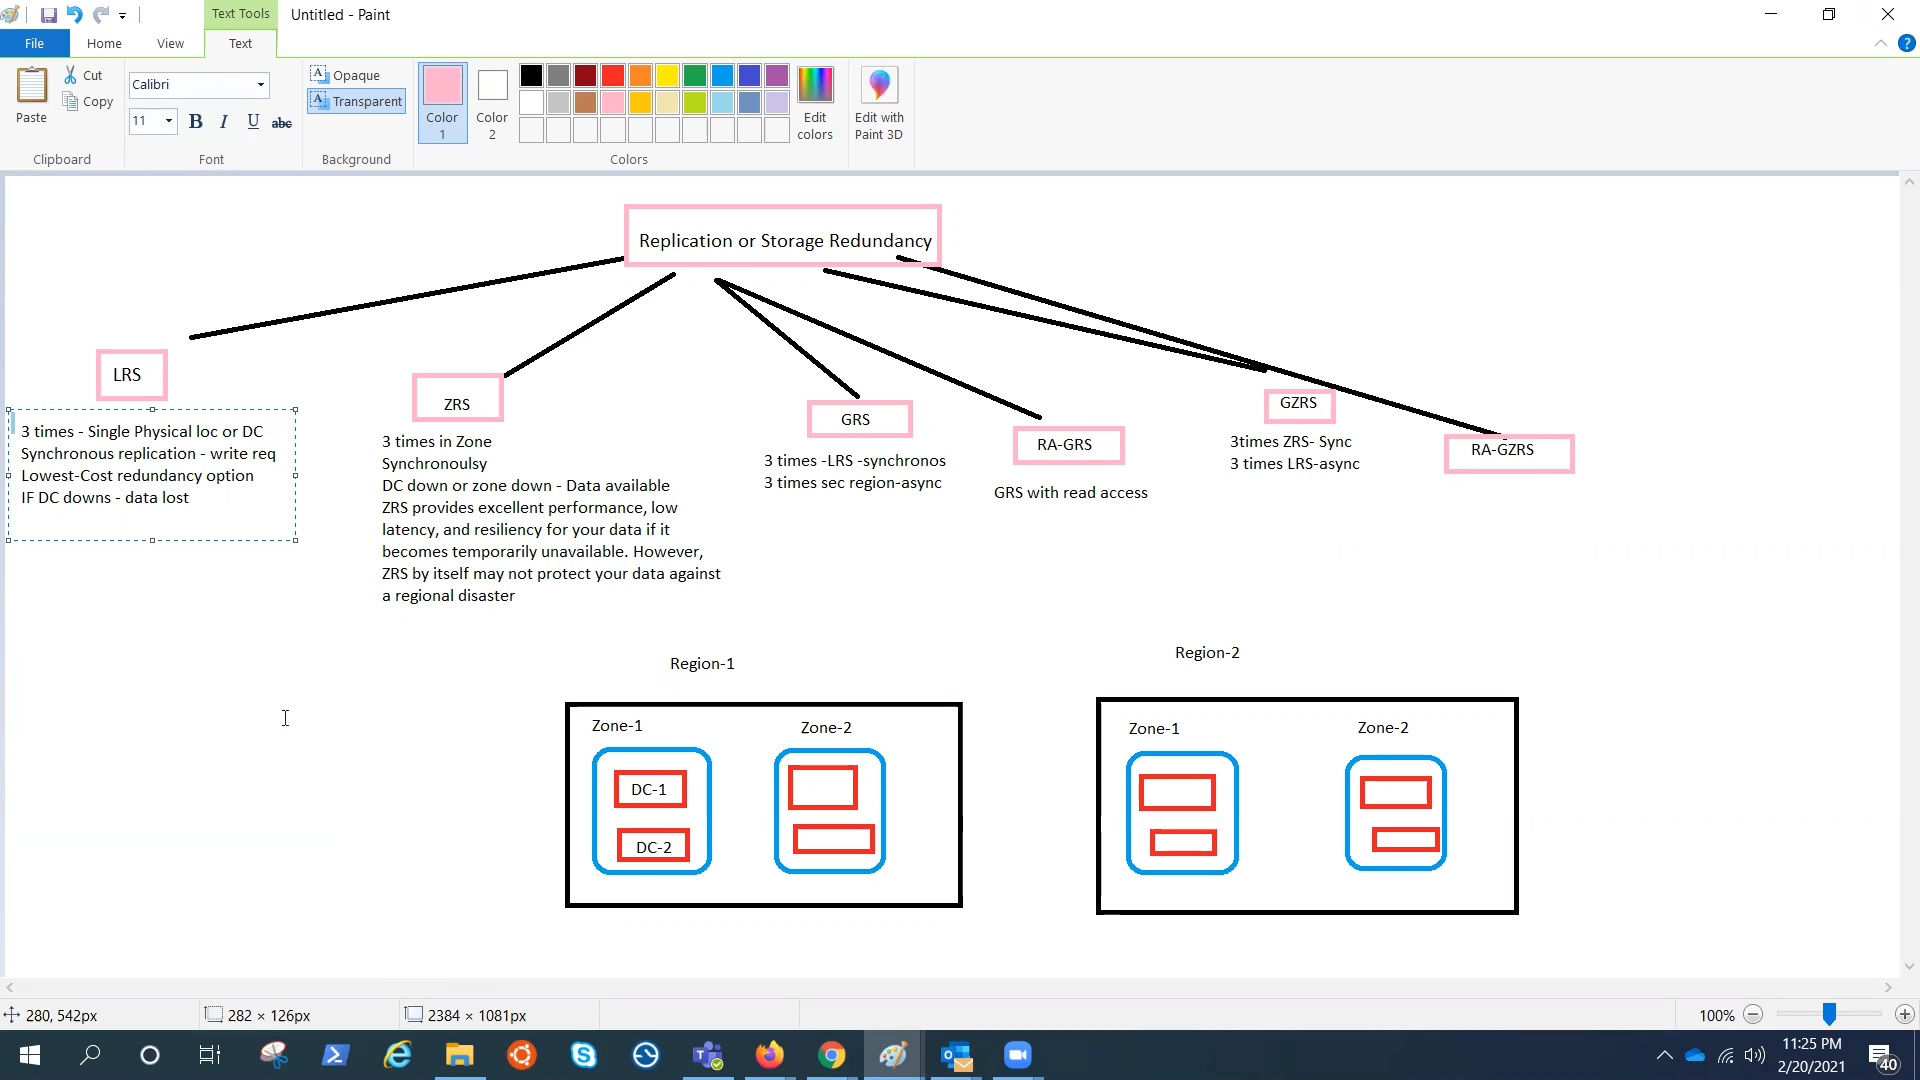 Text Tools
Untitled - Paint
File
Home
View
Text
Paste
Cut
Copy
Clipboard
Calibri
11
B I U abc
Font
Opaque
Transparent
Background
Color 1
Color 2
Edit colors
Colors
Edit with Paint 3D
Replication or Storage Redundancy
LRS
3 times - Single Physical loc or DC
Synchronous replication - write req
Lowest-Cost redundancy option
IF DC downs - data lost
ZRS
3 times in Zone
Synchronoulsy
DC down or zone down - Data available
ZRS provides excellent performance, low
latency, and resiliency for your data if it
becomes temporarily unavailable. However,
ZRS by itself may not protect your data against
a regional disaster
GRS
3 times -LRS -synchronos
3 times sec region-async
RA-GRS
GRS with read access
GZRS
3times ZRS- Sync
3 times LRS-async
RA-GZRS
Region-1
Zone-1
Zone-2
DC-1
DC-2
Region-2
Zone-1
Zone-2
280, 542px
282 × 126px
2384 × 1081px
100%
11:25 PM
2/20/2021
40